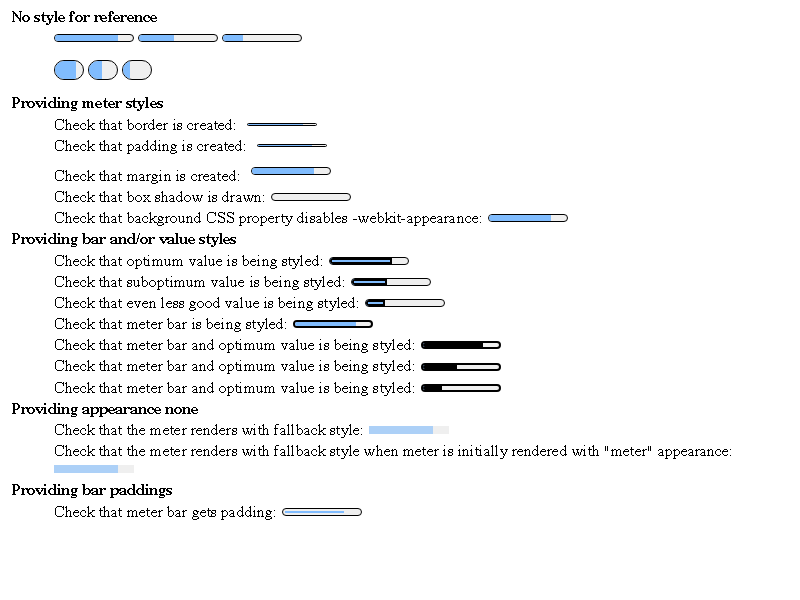 No style for reference
Providing meter styles
Check that border is created:
Check that padding is created:
Check that margin is created:
Check that box shadow is drawn:
Check that background CSS property disables -webkit-appearance:
Providing bar and/or value styles
Check that optimum value is being styled:
Check that suboptimum value is being styled:
Check that even less good value is being styled:
Check that meter bar is being styled:
Check that meter bar and optimum value is being styled:
Check that meter bar and optimum value is being styled:
Check that meter bar and optimum value is being styled:
Providing appearance none
Check that the meter renders with fallback style:
Check that the meter renders with fallback style when meter is initially rendered with "meter" appearance:
Providing bar paddings
Check that meter bar gets padding: